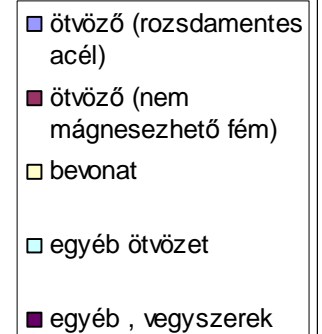 ötvöző (rozsdamentes
acél)
ötvöző (nem
mágnesezhető fém)
bevonat
egyéb ötvözet
egyéb , vegyszerek